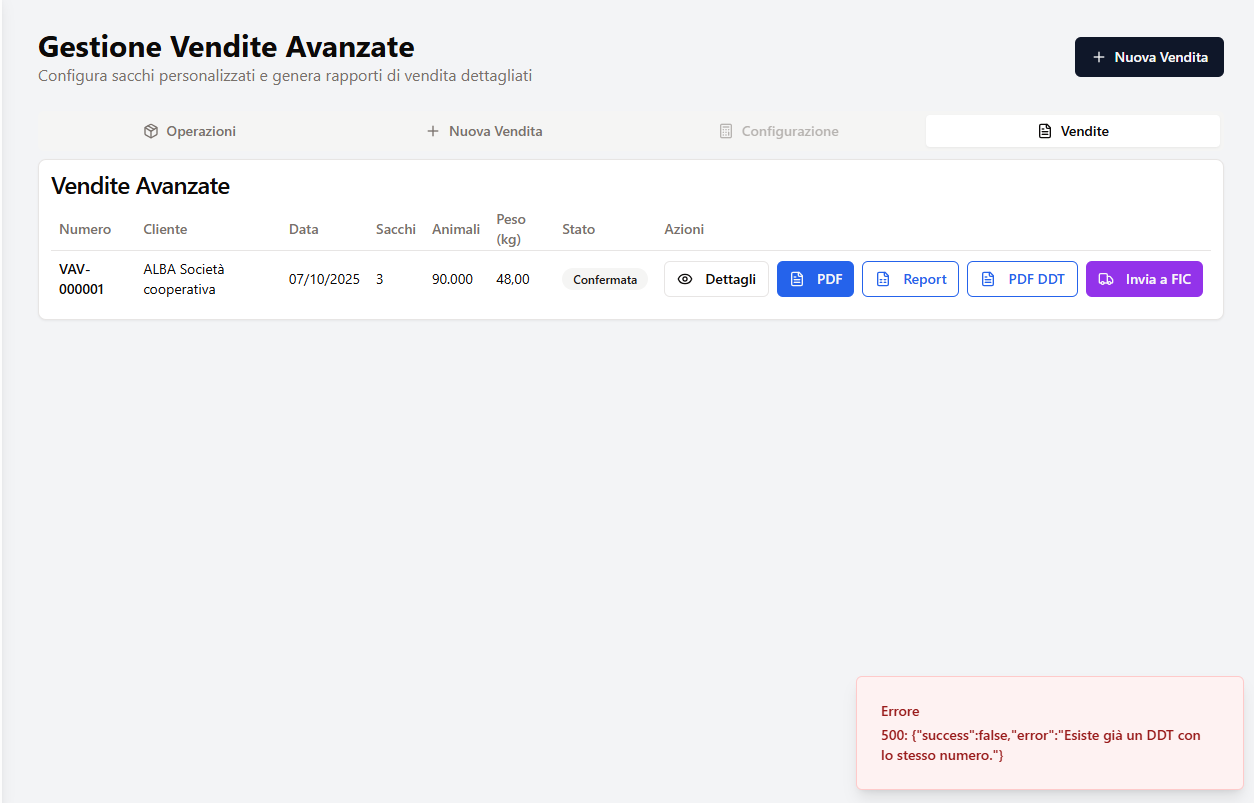 Gestione Vendite Avanzate
Configura sacchi personalizzati e genera rapporti di vendita dettagliati
Nuova Vendita
Operazioni
Nuova Vendita
Configurazione
Vendite
Vendite Avanzate
Numero Cliente Data Sacchi Animali Peso (kg) Stato Azioni
VAV-000001 ALBA Società cooperativa 07/10/2025 3 90.000 48,00 Confermata Dettagli PDF Report PDF DDT Invia a FIC
Errore
500: {"success":false,"error":"Esiste già un DDT con
lo stesso numero."}